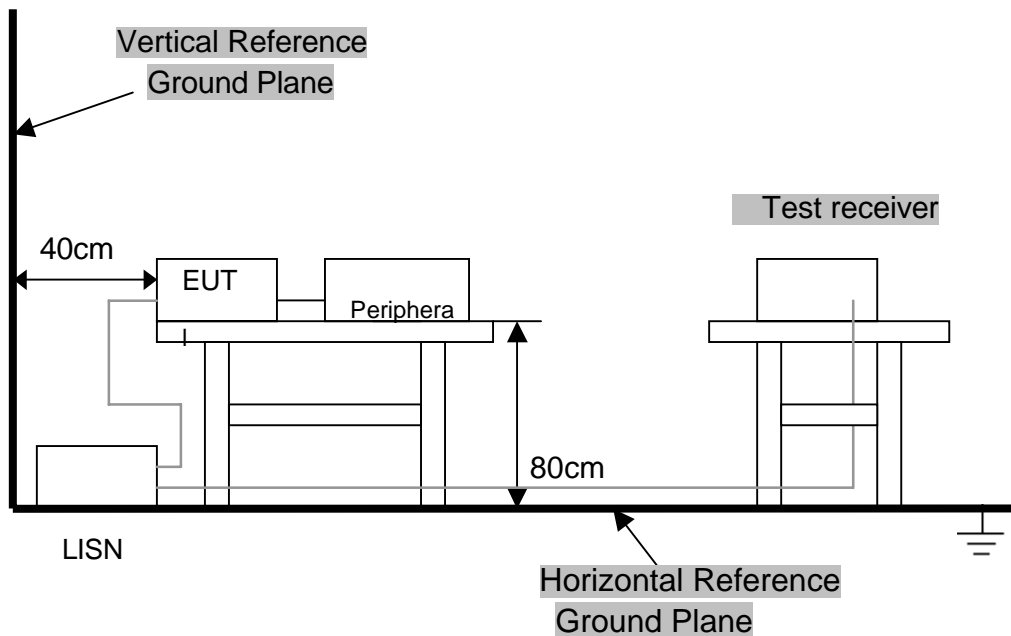 Vertical Reference
Ground Plane
Test receiver
40cm
EUT
Periphera
80cm
LISN
Horizontal Reference
Ground Plane